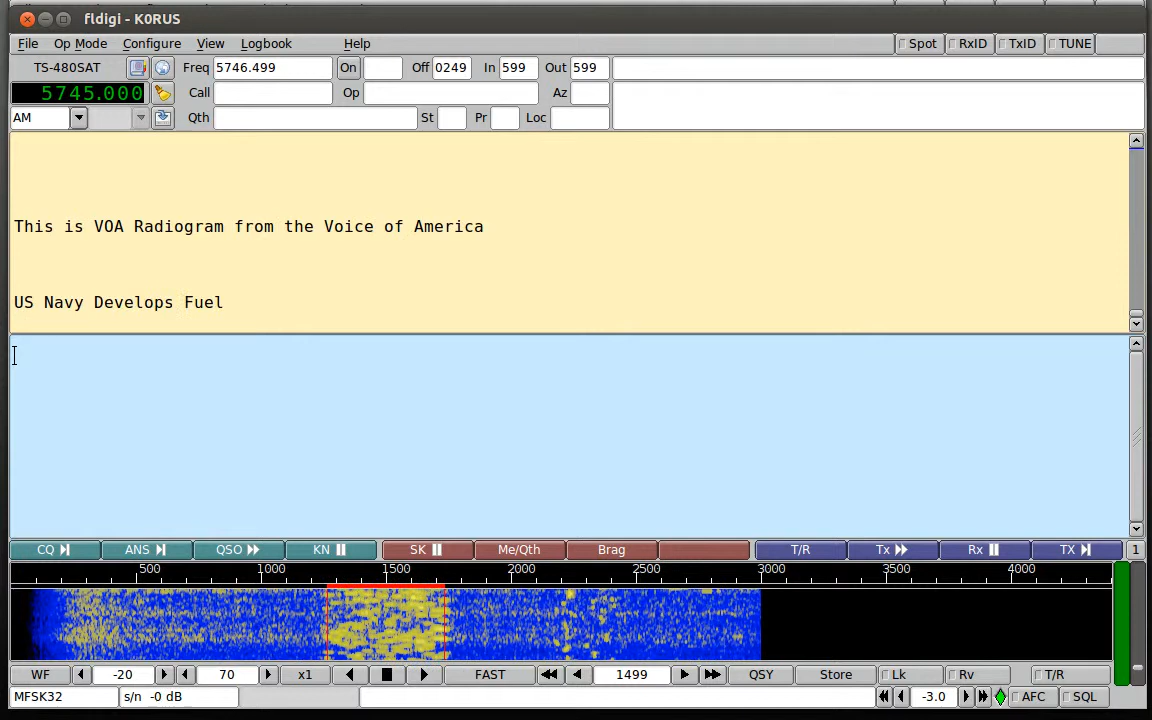 fldigi - K0RUS
File Op Mode Configure View Logbook Help Spot RxID TxID TUNE
TS-480SAT Freq 5746.499 On Off 0249 In 599 Out 599
5745.000 Call Op Az
AM Qth St Pr Loc
This is VOA Radiogram from the Voice of America
US Navy Develops Fuel
CQ ANS QSO KN SK Me/Qth Brag T/R Tx Rx TX 1
500 1000 1500 2000 2500 3000 3500 4000
WF -20 70 x1 FAST 1499 QSY Store Lk Rv T/R
MFSK32 s/n -0 dB -3.0 AFC SQL